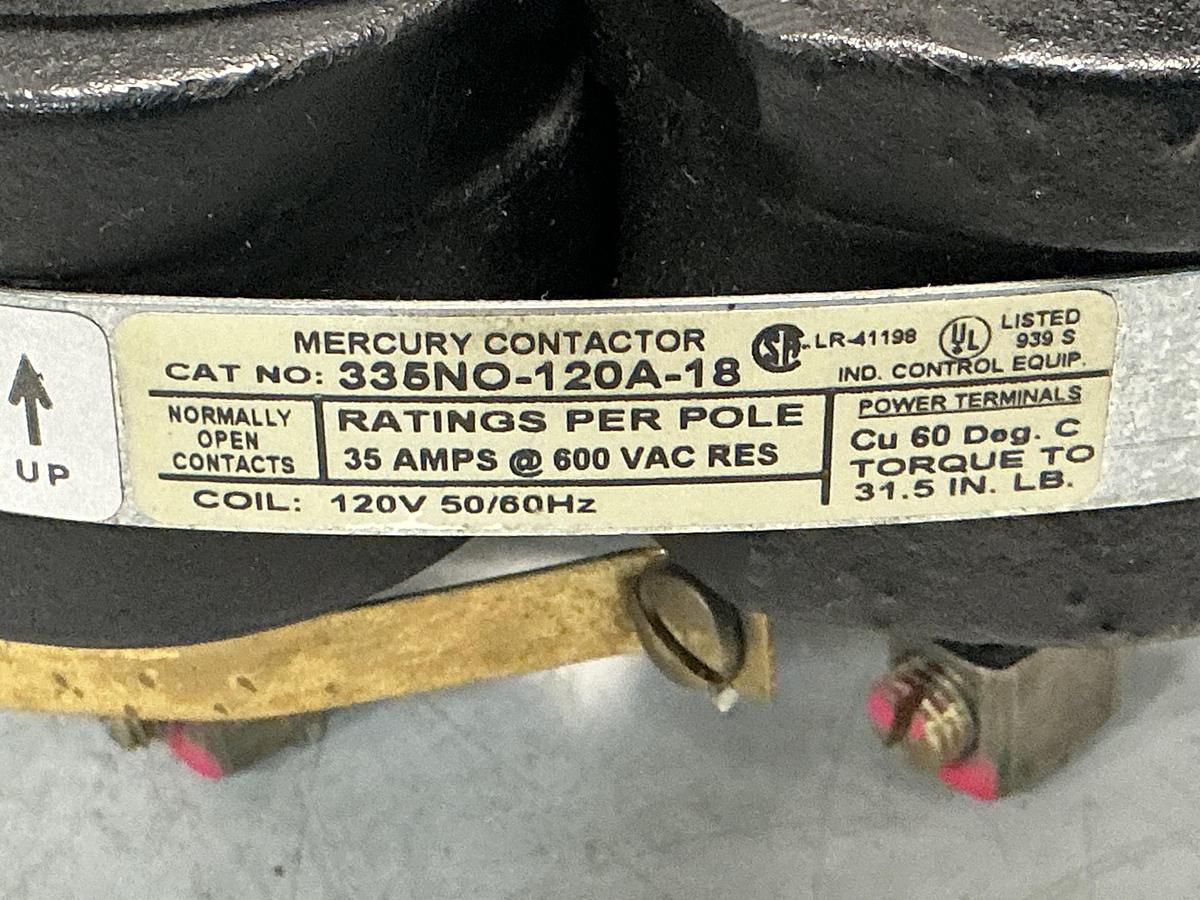 UP
MERCURY CONTACTOR
CAT NO: 335NO-120A-18
LR-41198
UL
LISTED
939 S
IND. CONTROL EQUIP.
NORMALLY
OPEN
CONTACTS
RATINGS PER POLE
35 AMPS @ 600 VAC RES
COIL: 120V 50/60Hz
POWER TERMINALS
Cu 60 Deg. C
TORQUE TO
31.5 IN. LB.